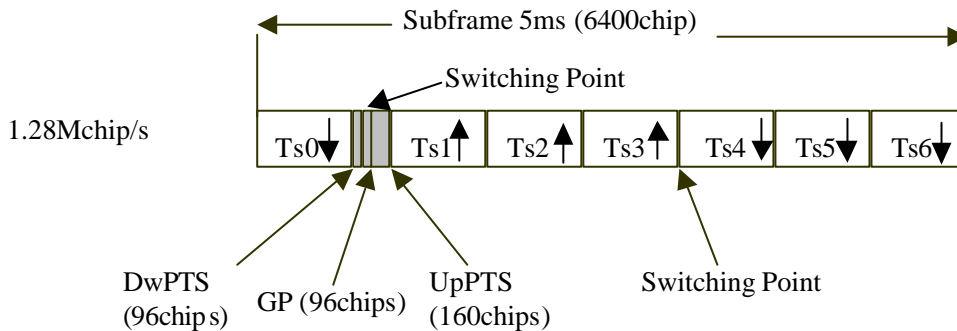 Subframe 5ms (6400chip)
Switching Point
1.28Mchip/s
Ts0 Ts1 Ts2 Ts3 Ts4 Ts5 Ts6
DwPTS
(96chips)
GP (96chips)
UpPTS
(160chips)
Switching Point